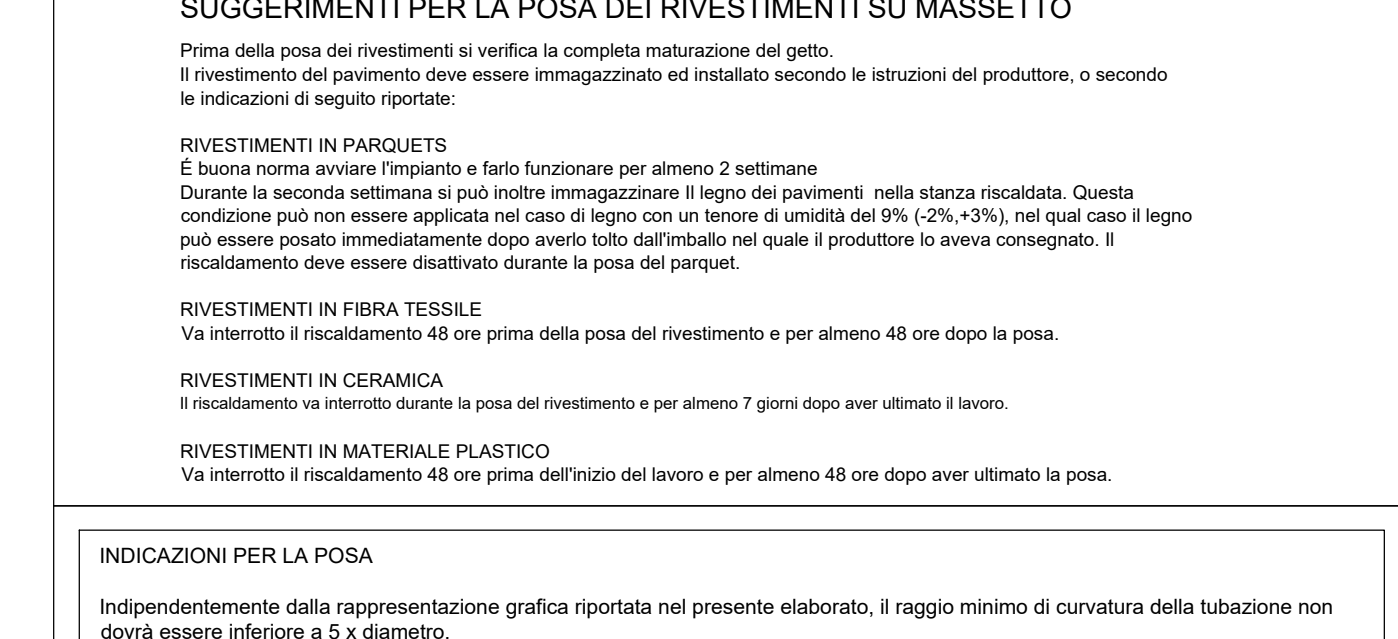 SUGGERIMENTI PER LA POSA DEI RIVESTIMENTI SU MASSETTO
Prima della posa dei rivestimenti si verifica la completa maturazione del getto.
Il rivestimento del pavimento deve essere immagazzinato ed installato secondo le istruzioni del produttore, o secondo
le indicazioni di seguito riportate:
RIVESTIMENTI IN PARQUETS
É buona norma avviare l'impianto e farlo funzionare per almeno 2 settimane
Durante la seconda settimana si può inoltre immagazzinare Il legno dei pavimenti nella stanza riscaldata. Questa
condizione può non essere applicata nel caso di legno con un tenore di umidità del 9% (-2%,+3%), nel qual caso il legno
può essere posato immediatamente dopo averlo tolto dall'imballo nel quale il produttore lo aveva consegnato. Il
riscaldamento deve essere disattivato durante la posa del parquet.
RIVESTIMENTI IN FIBRA TESSILE
Va interrotto il riscaldamento 48 ore prima della posa del rivestimento e per almeno 48 ore dopo la posa.
RIVESTIMENTI IN CERAMICA
Il riscaldamento va interrotto durante la posa del rivestimento e per almeno 7 giorni dopo aver ultimato il lavoro.
RIVESTIMENTI IN MATERIALE PLASTICO
Va interrotto il riscaldamento 48 ore prima dell'inizio del lavoro e per almeno 48 ore dopo aver ultimato la posa.
INDICAZIONI PER LA POSA
Indipendentemente dalla rappresentazione grafica riportata nel presente elaborato, il raggio minimo di curvatura della tubazione non
dovrà essere inferiore a 5 x diametro.